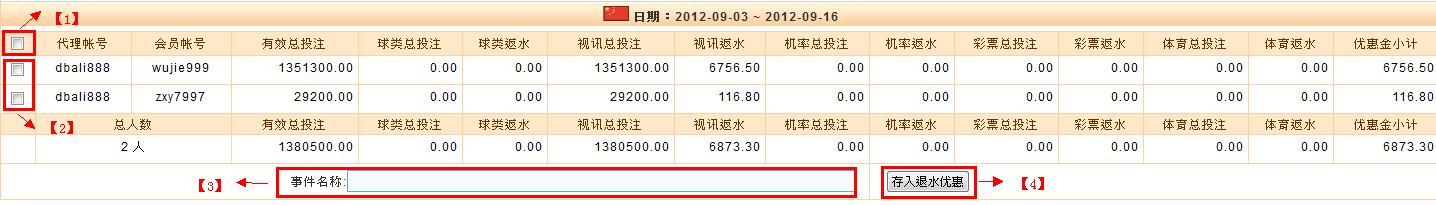 【1】
日期：2012-09-03 ~ 2012-09-16
代理帐号 会员帐号 有效总投注 球类总投注 球类返水 视讯总投注 视讯返水 机率总投注 机率返水 彩票总投注 彩票返水 体育总投注 体育返水 优惠金小计
dbali888 wujie999 1351300.00 0.00 0.00 1351300.00 6756.50 0.00 0.00 0.00 0.00 0.00 0.00 6756.50
dbali888 zxy7997 29200.00 0.00 0.00 29200.00 116.80 0.00 0.00 0.00 0.00 0.00 0.00 116.80
【2】
总人数 有效总投注 球类总投注 球类返水 视讯总投注 视讯返水 机率总投注 机率返水 彩票总投注 彩票返水 体育总投注 体育返水 优惠金小计
2 人 1380500.00 0.00 0.00 1380500.00 6873.30 0.00 0.00 0.00 0.00 0.00 0.00 6873.30
【3】 事件名称: 存入退水优惠 【4】